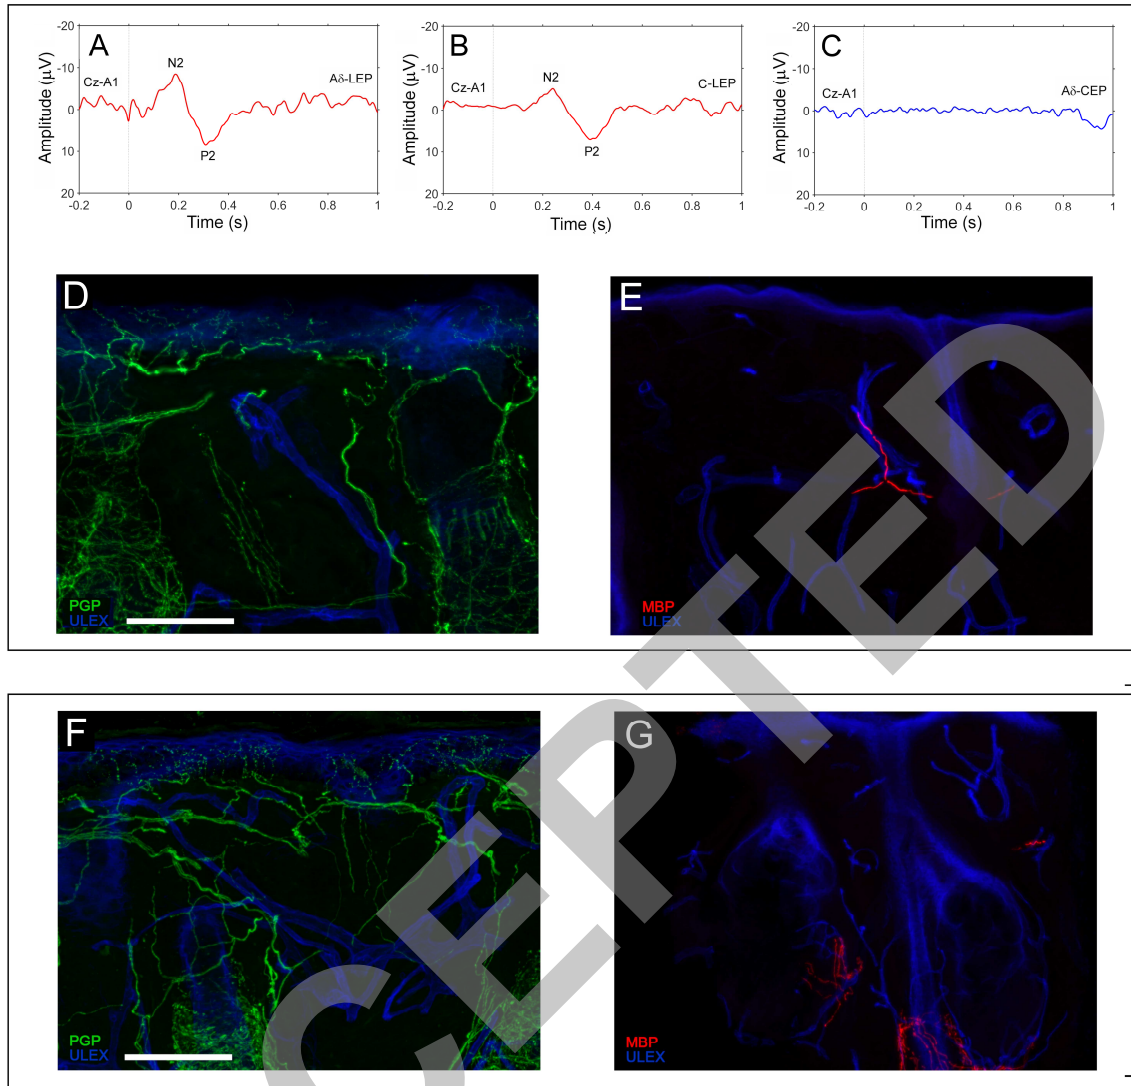 A
B
C
N2
Cz-A1
Aδ-LEP
P2
Amplitude (µV)
-20
-10
0
10
20
-0.2 0 0.2 0.4 0.6 0.8 1
Time (s)
N2
Cz-A1
C-LEP
P2
Amplitude (µV)
-20
-10
0
10
20
-0.2 0 0.2 0.4 0.6 0.8 1
Time (s)
Cz-A1
Aδ-CEP
Amplitude (µV)
-20
-10
0
10
20
-0.2 0 0.2 0.4 0.6 0.8 1
Time (s)
D
PGP
ULEX
E
MBP
ULEX
F
PGP
ULEX
G
MBP
ULEX
CEPTED